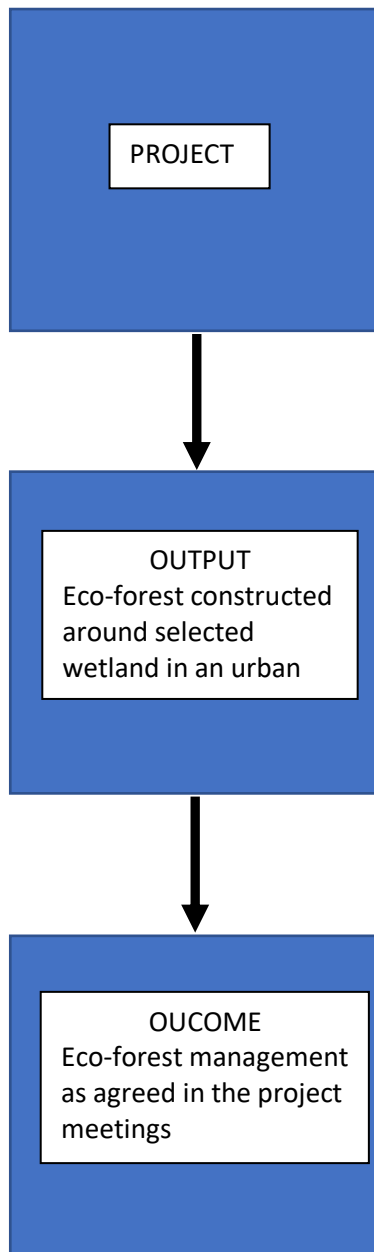 PROJECT
OUTPUT
Eco-forest constructed
around selected
wetland in an urban
OUCOME
Eco-forest management
as agreed in the project
meetings